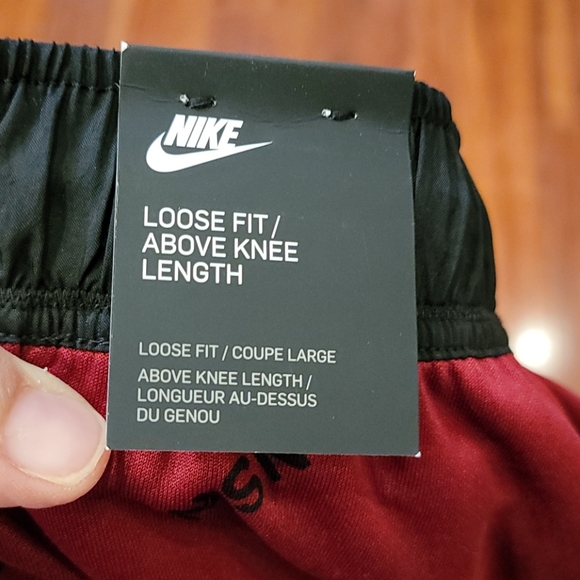 NIKE
LOOSE FIT /
ABOVE KNEE
LENGTH
LOOSE FIT / COUPE LARGE
ABOVE KNEE LENGTH /
LONGUEUR AU-DESSUS
DU GENOU